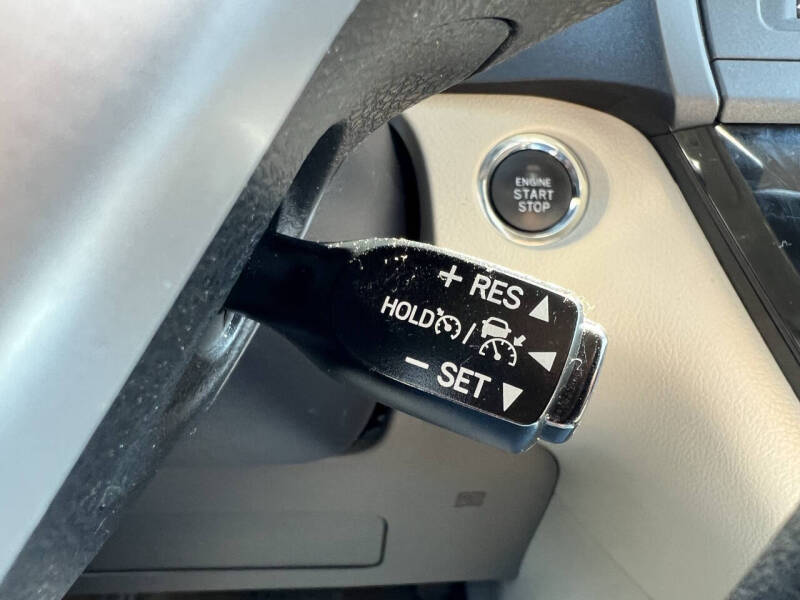 ENGINE
START
STOP
+ RES
HOLD /
− SET